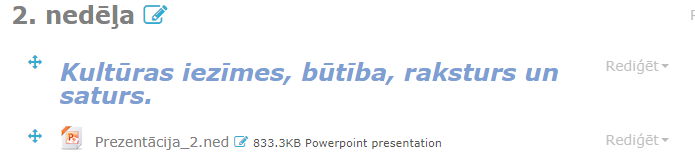 2. nedēļa
Kultūras iezīmes, būtība, raksturs un
saturs.
Rediģēt
Prezentācija_2.ned 833.3KB Powerpoint presentation
Rediģēt